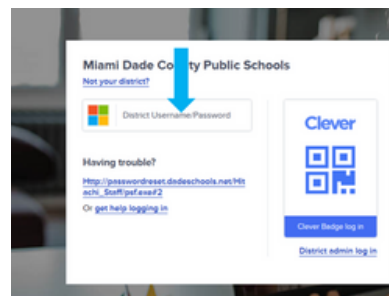 Miami Dade County Public Schools
Not your district?
District Username/Password
Having trouble?
Http://passwordreset.dadeschools.net/Hit
achi_Staff/psf.exe#2
Or get help logging in
Clever
Clever Badge log in
District admin log in